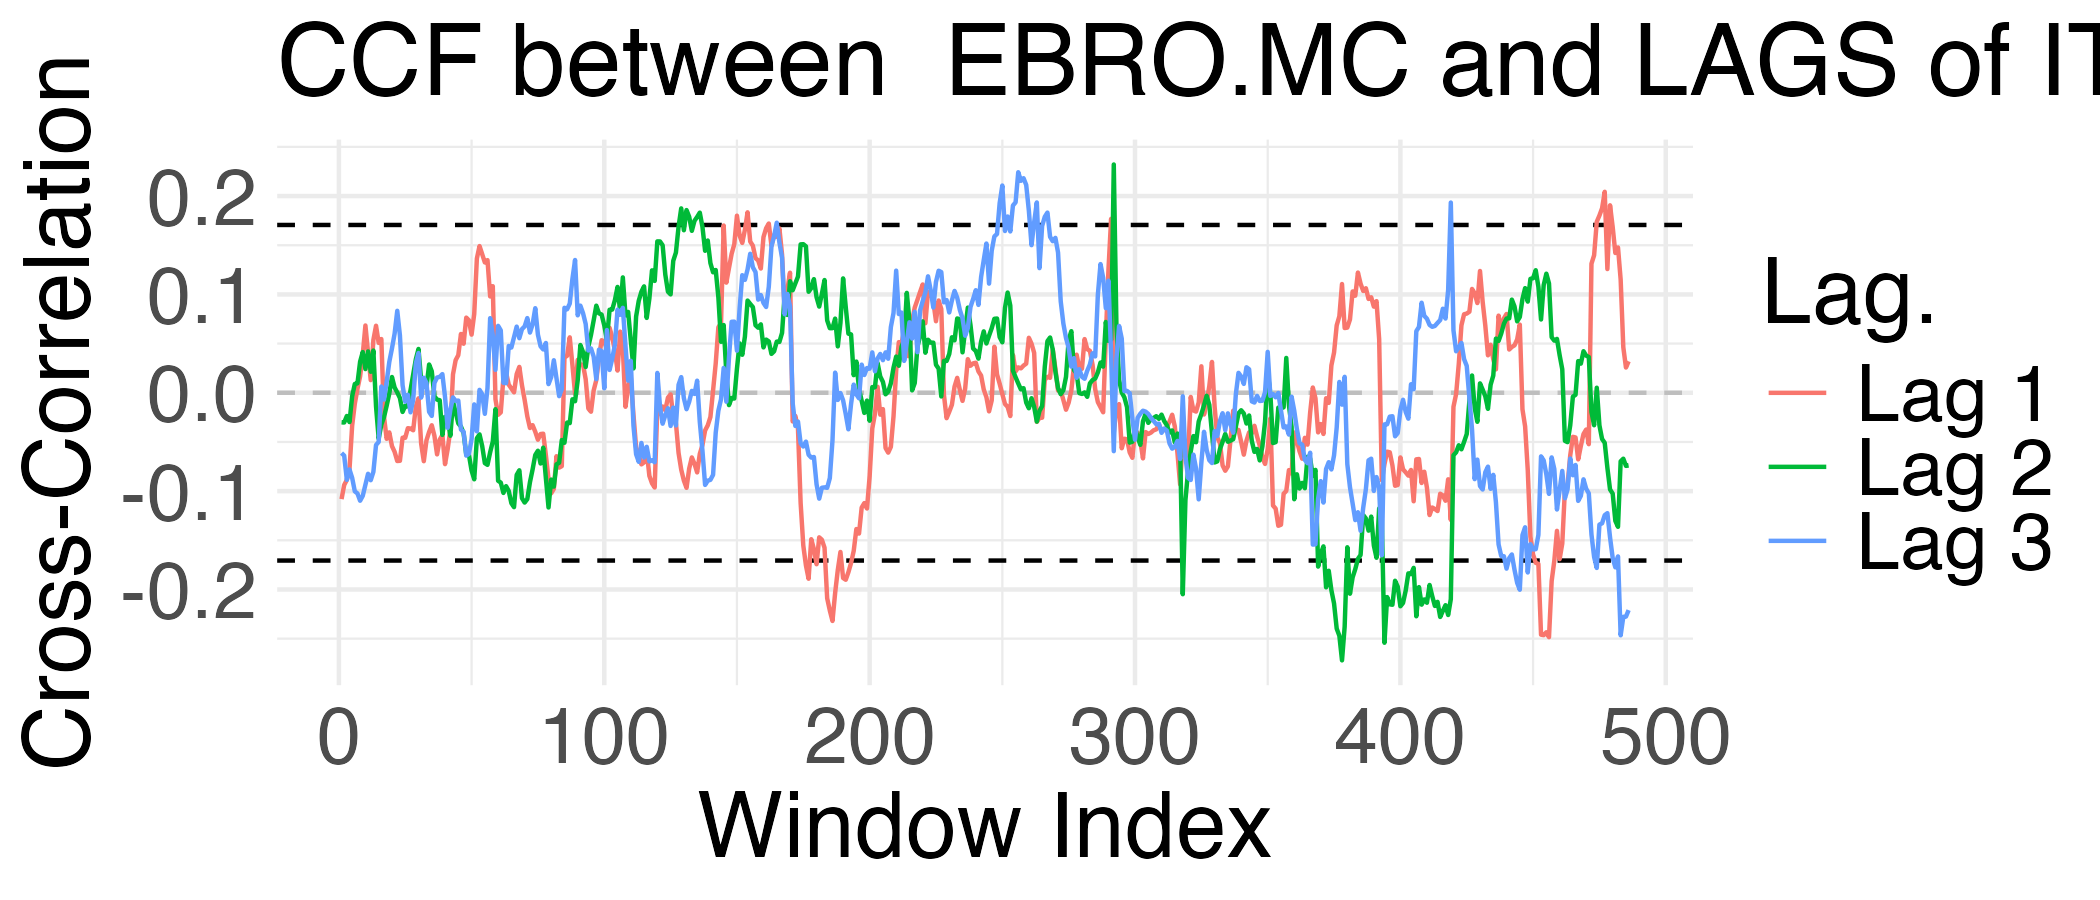 CCF between EBRO.MC and LAGS of IT
Cross-Correlation
0.2
0.1
0.0
-0.1
-0.2
0 100 200 300 400 500
Window Index
Lag.
Lag 1
Lag 2
Lag 3